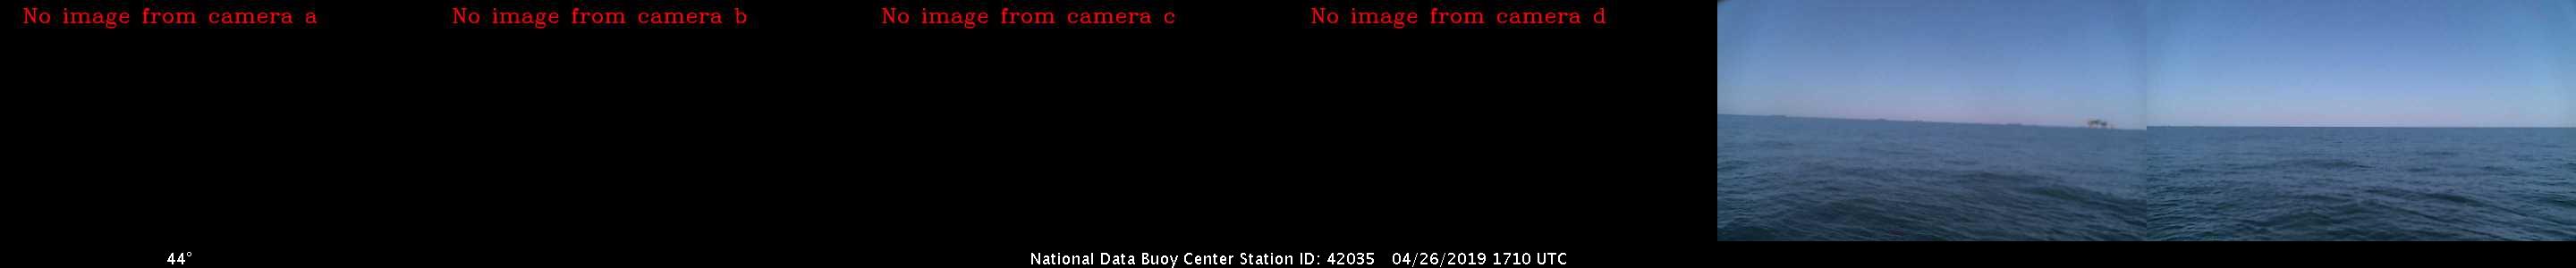 No image from camera a
No image from camera b
No image from camera c
No image from camera d
44°
National Data Buoy Center Station ID: 42035 04/26/2019 1710 UTC